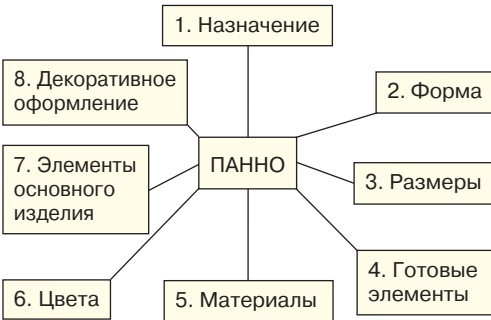 1. Назначение
2. Форма
3. Размеры
4. Готовые
элементы
5. Материалы
6. Цвета
7. Элементы
основного
изделия
8. Декоративное
оформление
ПАННО